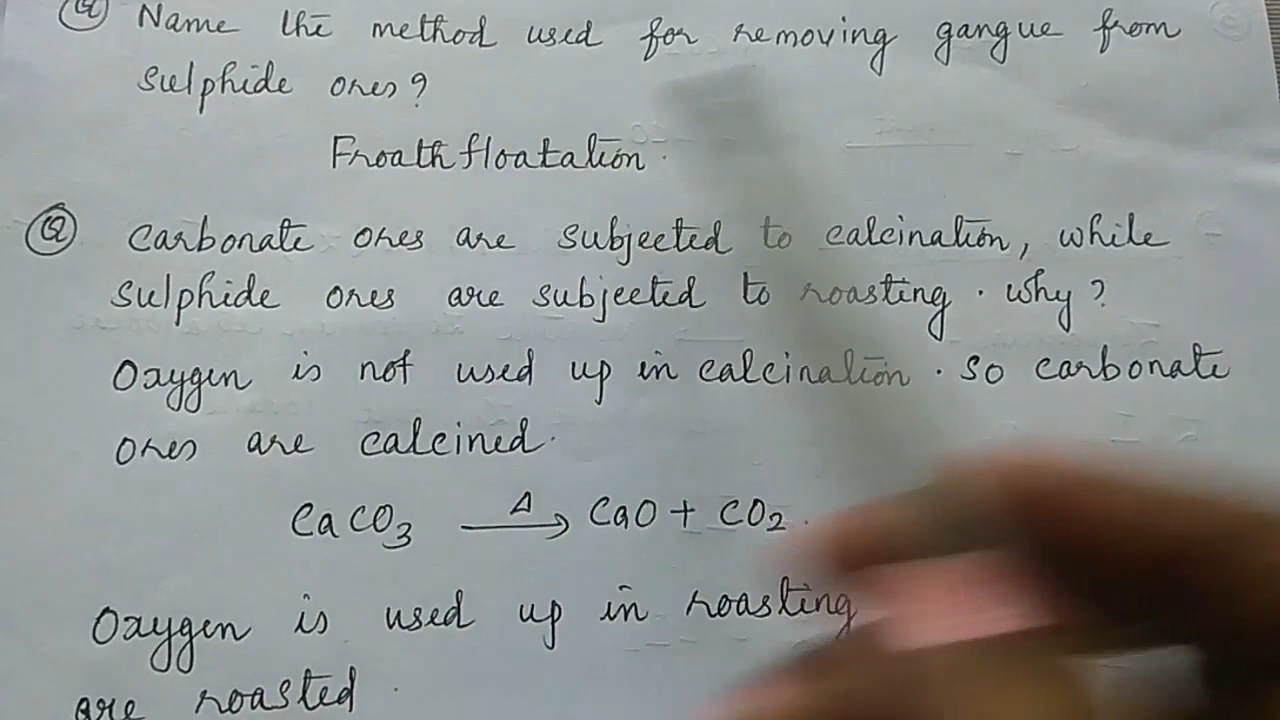 Q Name the method used for removing gangue from
sulphide ores?
Froath floatation.
Q Carbonate ores are subjected to calcination, while
sulphide ores are subjected to roasting. why?
Oxygen is not used up in calcination. so carbonate
ores are calcined.
CaCO3 Δ→ CaO + CO2.
Oxygen is used up in roasting
are roasted.